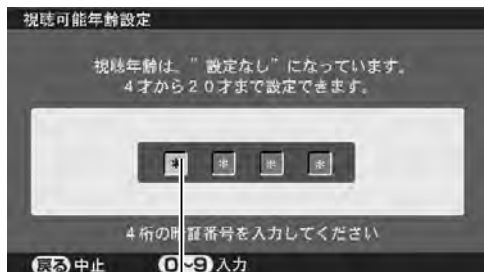 視聴可能年齢設定
視聴年齢は、"設定なし"になっています。
4才から20才まで設定できます。
* * * *
4桁の暗証番号を入力してください
戻る 中止 0~9 入力